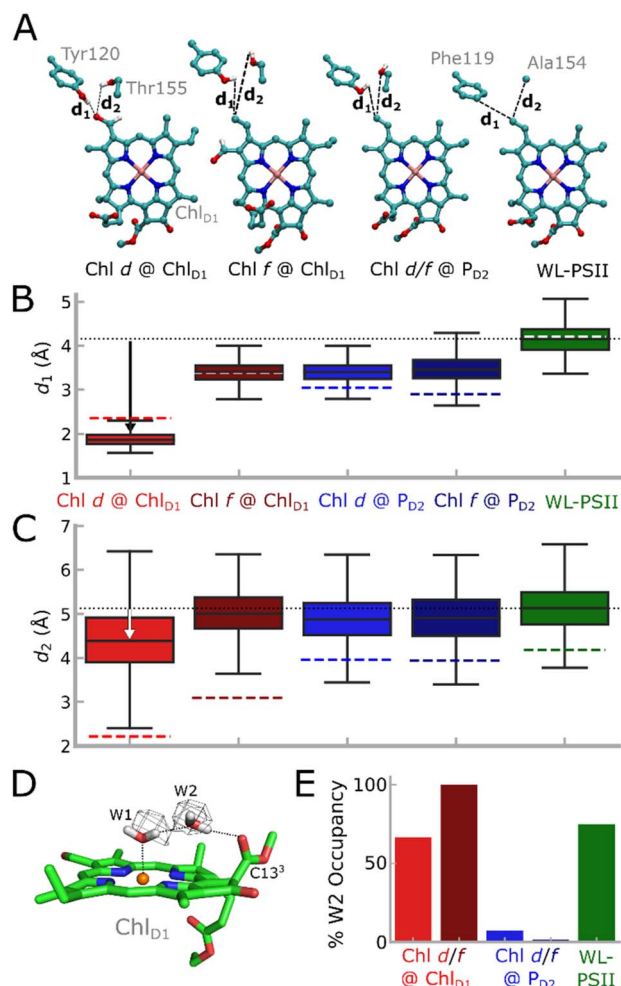 A
Tyr120
Thr155
d1
d2
d1
d2
d1
d2
Phe119
Ala154
d1
d2
ChlD1
Chl d @ ChlD1
Chl f @ ChlD1
Chl d/f @ PD2
WL-PSII
B
d1 (Å)
5
4
3
2
1
Chl d @ ChlD1
Chl f @ ChlD1
Chl d @ PD2
Chl f @ PD2
WL-PSII
C
d2 (Å)
7
6
5
4
3
2
D
W1
W2
C13³
ChlD1
E
% W2 Occupancy
100
50
0
Chl d/f
@ ChlD1
Chl d/f
@ PD2
WL-
PSII